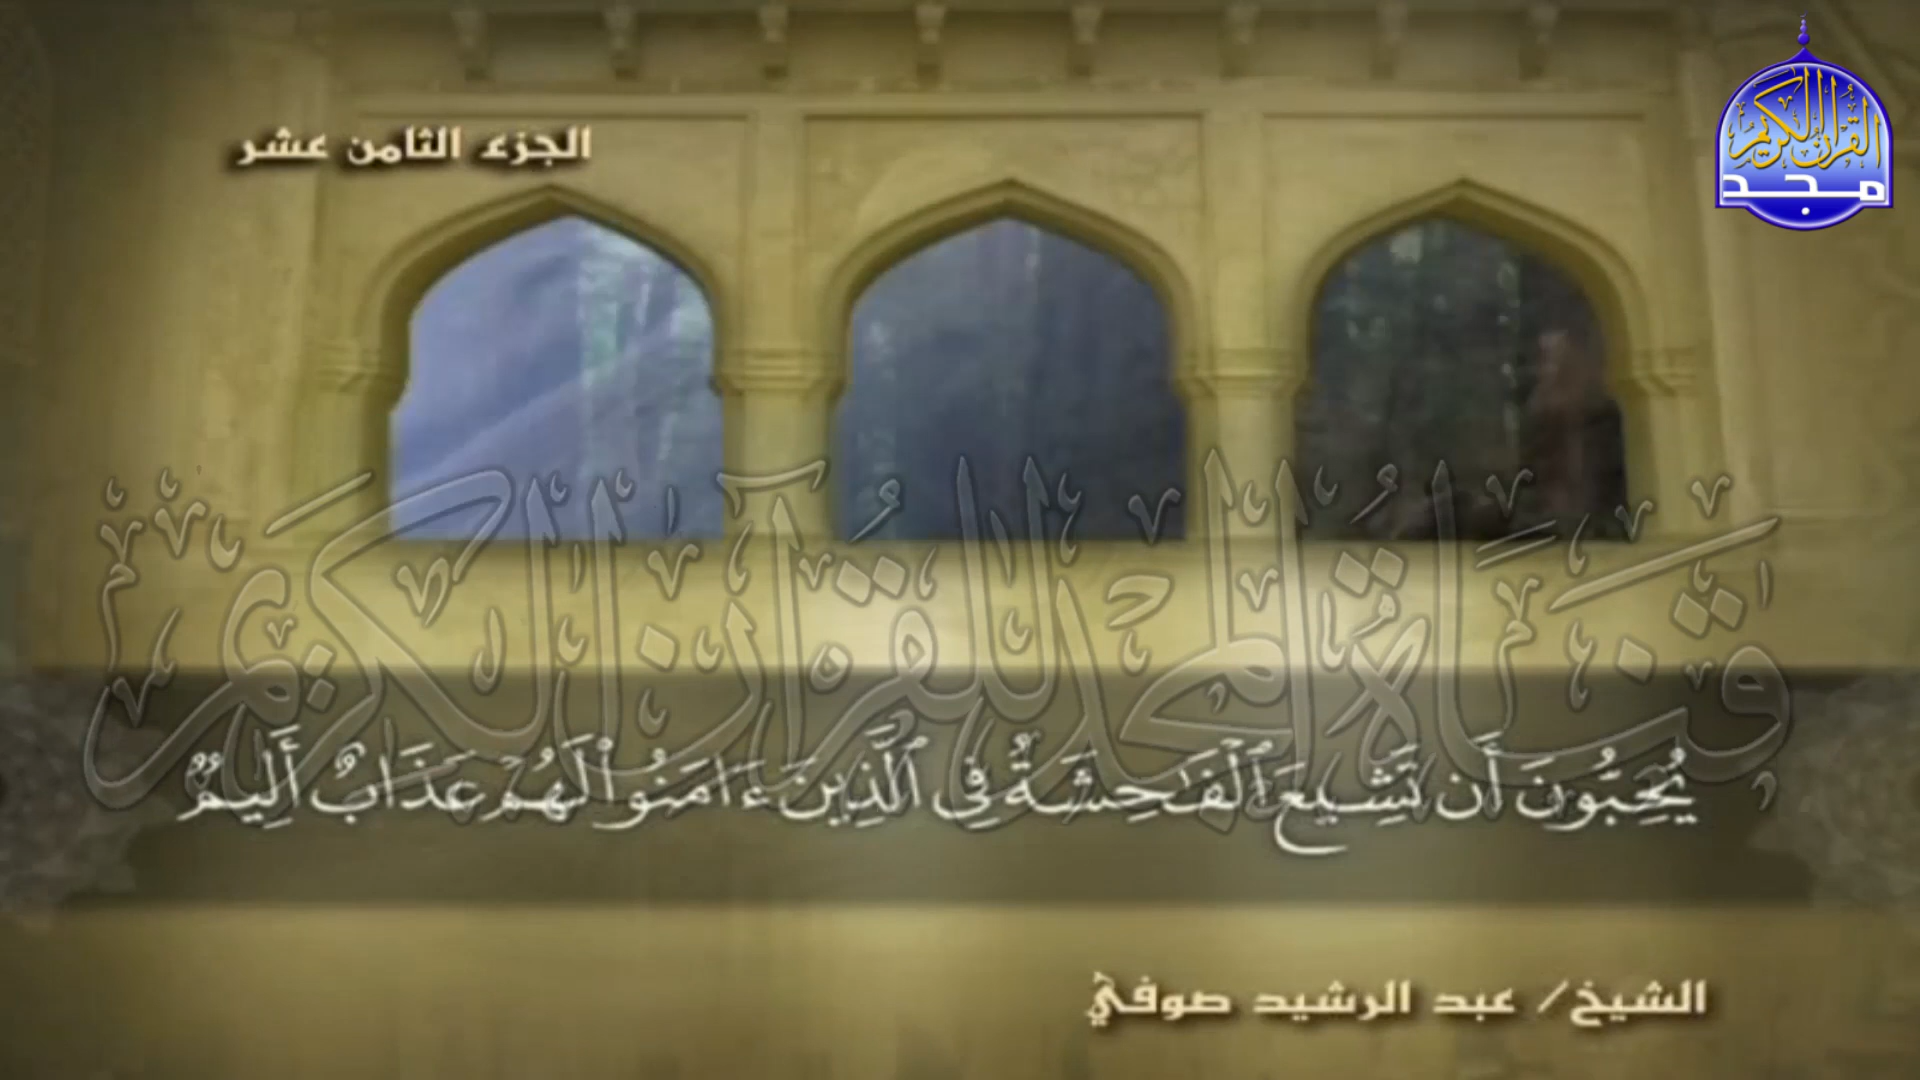 القرآن الكريم
مجد
الجزء الثامن عشر
قناة المجد للقرآن الكريم
يُحِبُّونَ أَن تَشِيعَ ٱلْفَـٰحِشَةُ فِى ٱلَّذِينَ ءَامَنُوا۟ لَهُمْ عَذَابٌ أَلِيمٌ
الشيخ/ عبد الرشيد صوفي